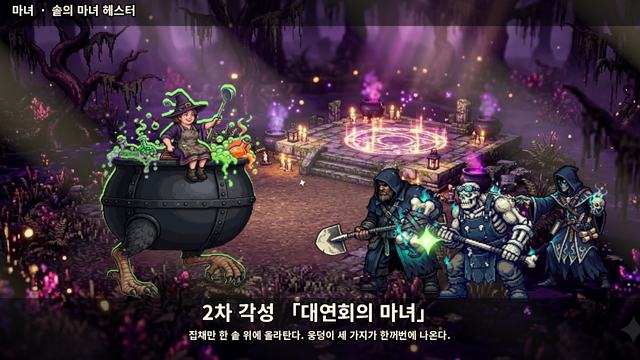 마녀 · 솥의 마녀 헤스터
2차 각성 「대연회의 마녀」
집채만 한 솥 위에 올라탄다. 웅덩이 세 가지가 한꺼번에 나온다.